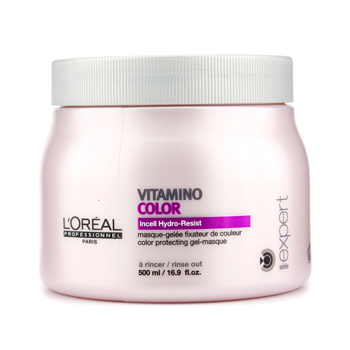 VITAMINO
COLOR
Incell Hydro-Resist
L'ORÉAL
PROFESSIONNEL
PARIS
masque-gelée fixateur de couleur
color protecting gel-masque
à rincer / rinse out
500 ml / 16.9 fl. oz.
série
expert